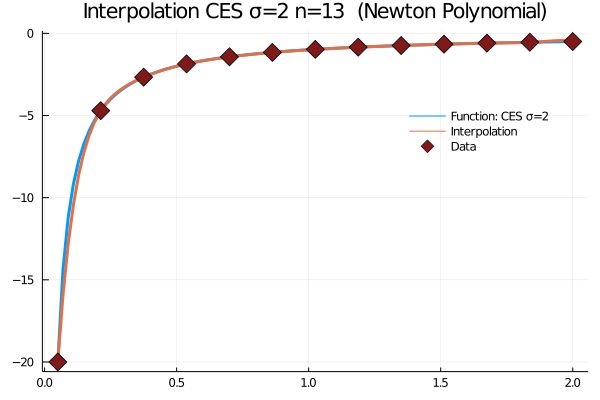 Interpolation CES σ=2 n=13 (Newton Polynomial)
0
−5
−10
−15
−20
Function: CES σ=2
Interpolation
Data
0.0 0.5 1.0 1.5 2.0